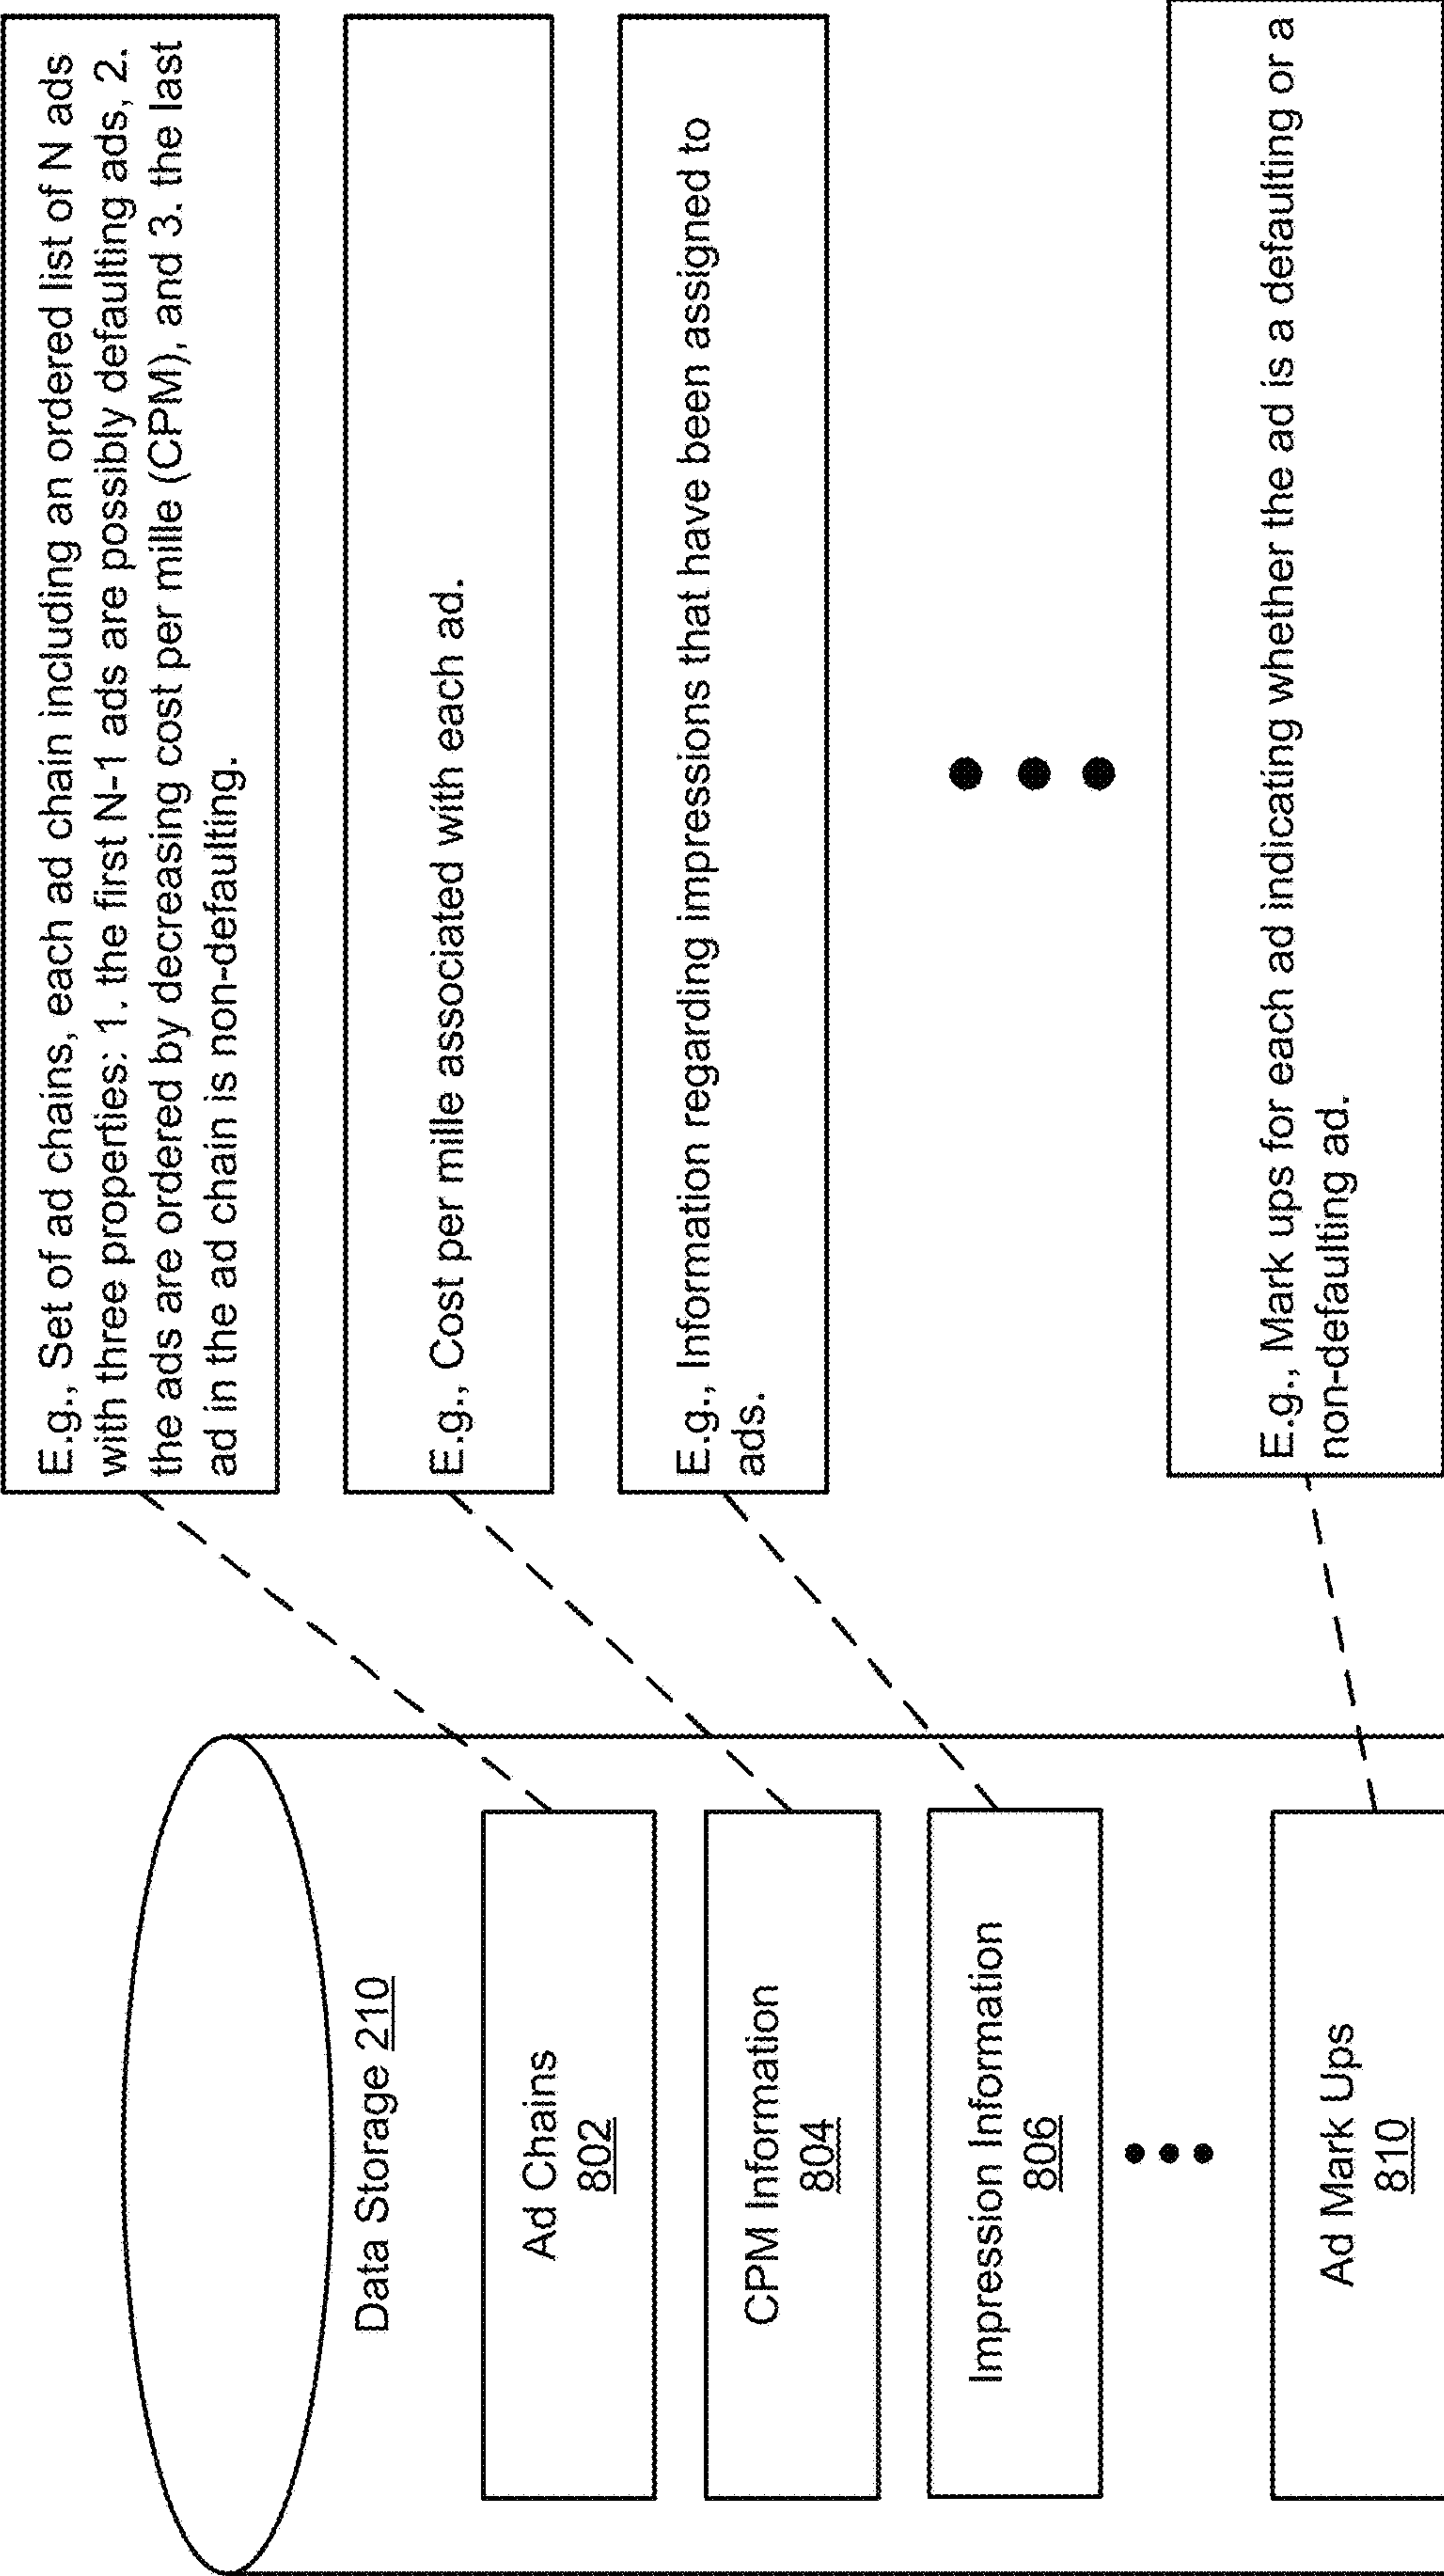 Data Storage 210
Ad Chains
802
CPM Information
804
Impression Information
806
Ad Mark Ups
810
E.g., Set of ad chains, each ad chain including an ordered list of N ads
with three properties: 1. the first N-1 ads are possibly defaulting ads, 2.
the ads are ordered by decreasing cost per mille (CPM), and 3. the last
ad in the ad chain is non-defaulting.
E.g., Cost per mille associated with each ad.
E.g., Information regarding impressions that have been assigned to
ads.
E.g., Mark ups for each ad indicating whether the ad is a defaulting or a
non-defaulting ad.